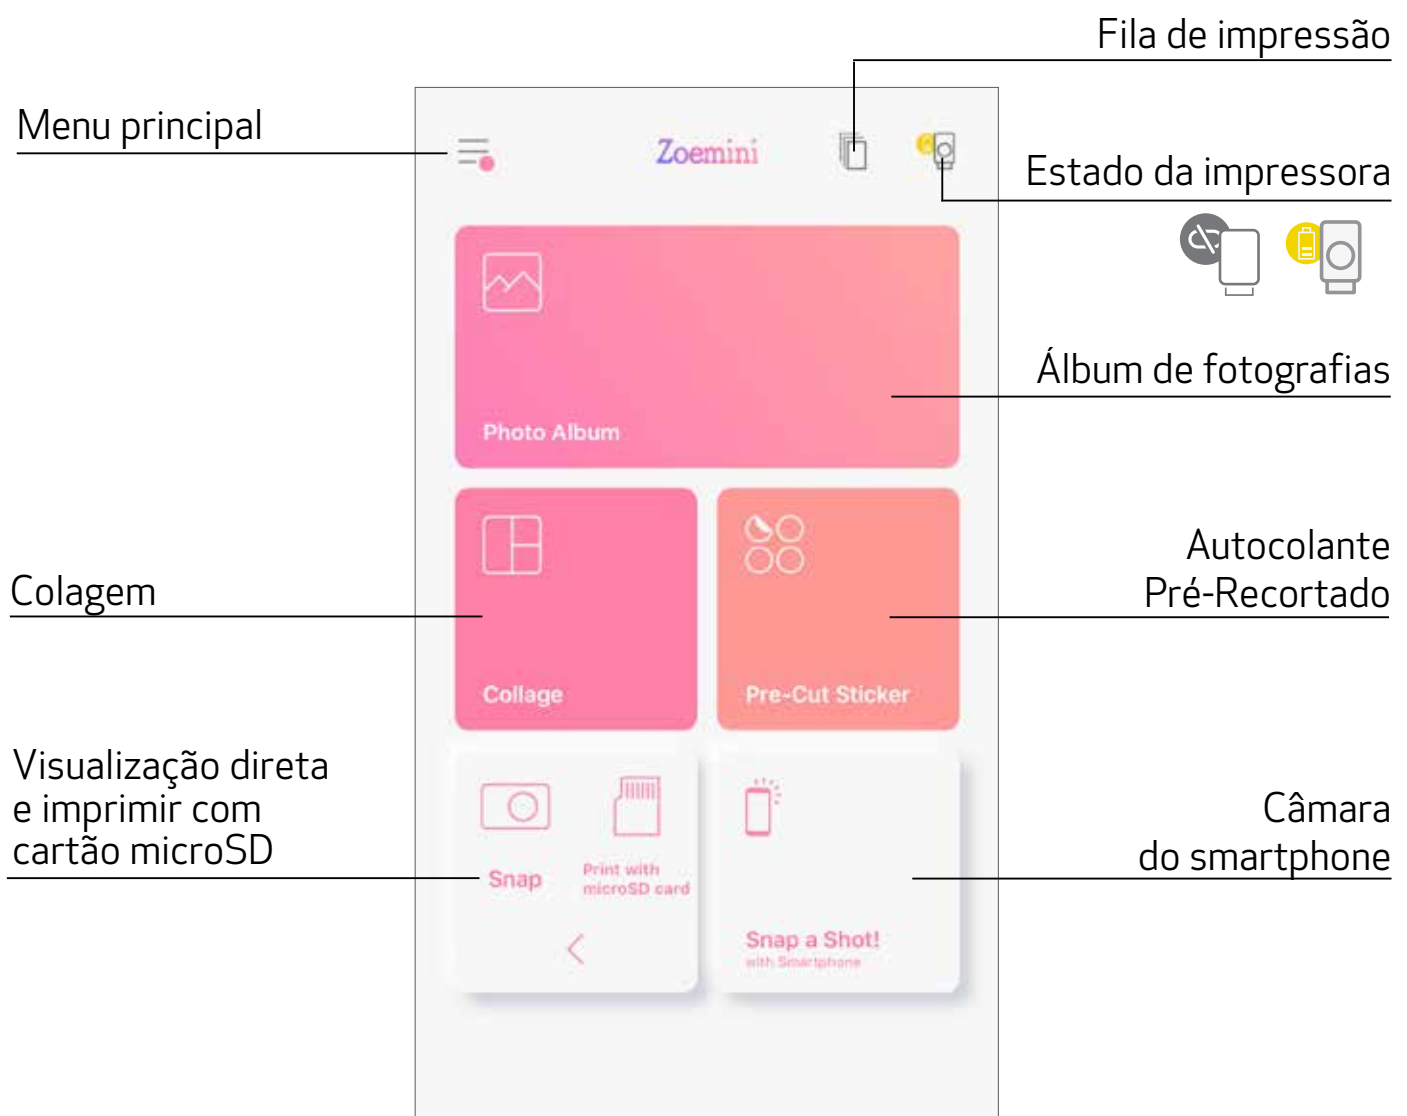 Fila de impressão
Menu principal
Zoemini
Estado da impressora
Álbum de fotografias
Photo Album
Autocolante
Pré-Recortado
Colagem
Collage
Pre-Cut Sticker
Visualização direta
e imprimir com
cartão microSD
Câmara
do smartphone
Snap
Print with
microSD card
Snap a Shot!
with Smartphone